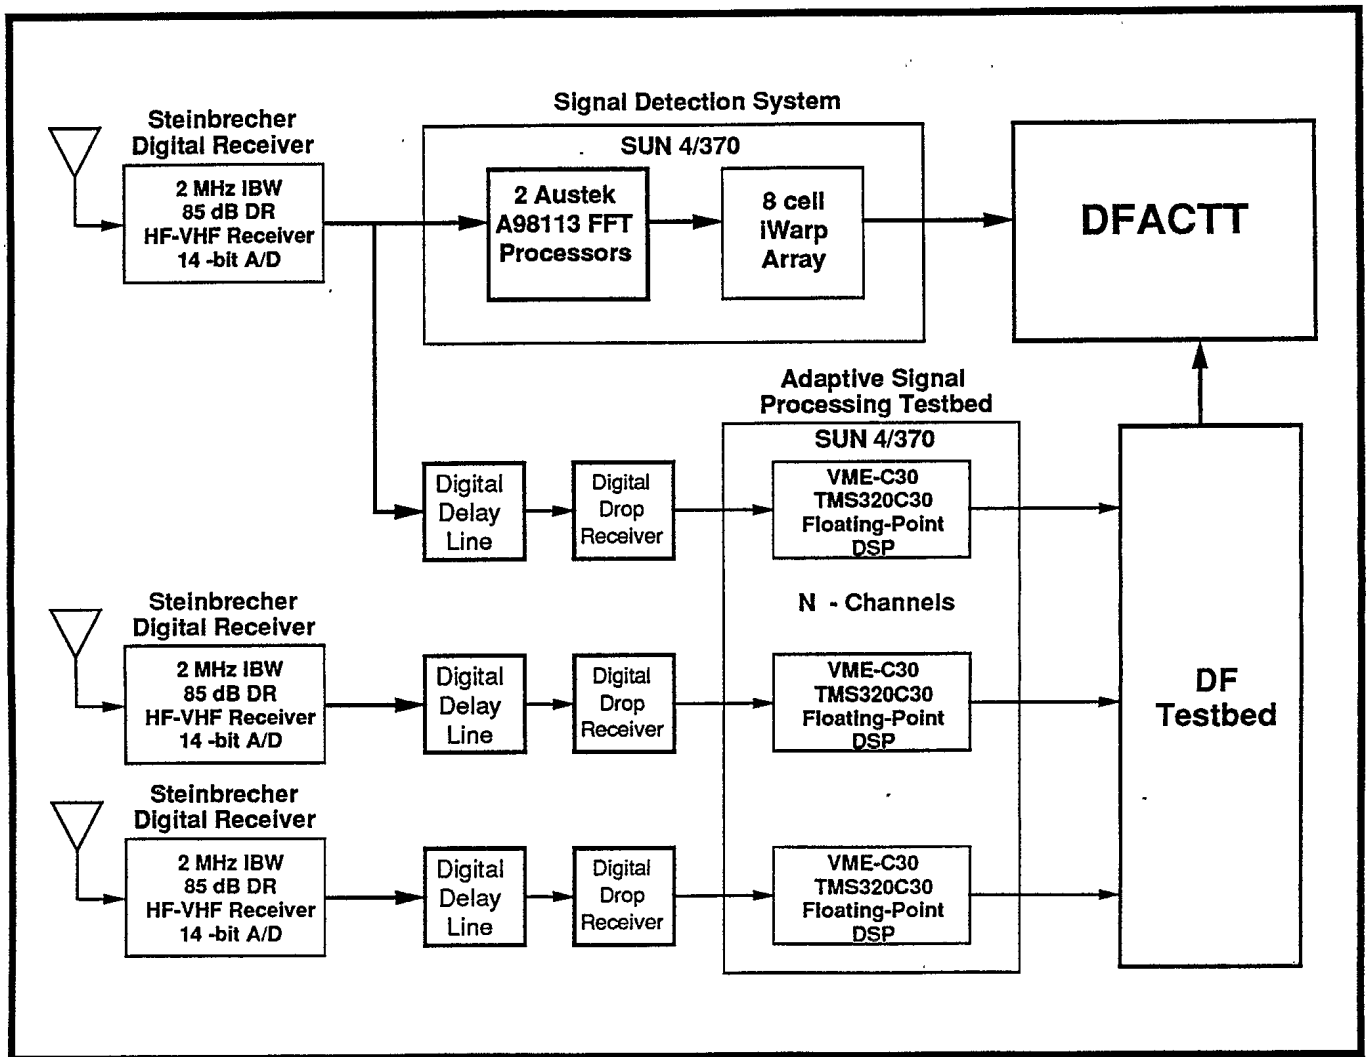 Signal Detection System
Steinbrecher
Digital Receiver
2 MHz IBW
85 dB DR
HF-VHF Receiver
14 -bit A/D
SUN 4/370
2 Austek
A98113 FFT
Processors
8 cell
iWarp
Array
DFACTT
Adaptive Signal
Processing Testbed
SUN 4/370
Digital
Delay
Line
Digital
Drop
Receiver
VME-C30
TMS320C30
Floating-Point
DSP
N - Channels
Steinbrecher
Digital Receiver
2 MHz IBW
85 dB DR
HF-VHF Receiver
14 -bit A/D
Digital
Delay
Line
Digital
Drop
Receiver
VME-C30
TMS320C30
Floating-Point
DSP
DF
Testbed
Steinbrecher
Digital Receiver
2 MHz IBW
85 dB DR
HF-VHF Receiver
14 -bit A/D
Digital
Delay
Line
Digital
Drop
Receiver
VME-C30
TMS320C30
Floating-Point
DSP